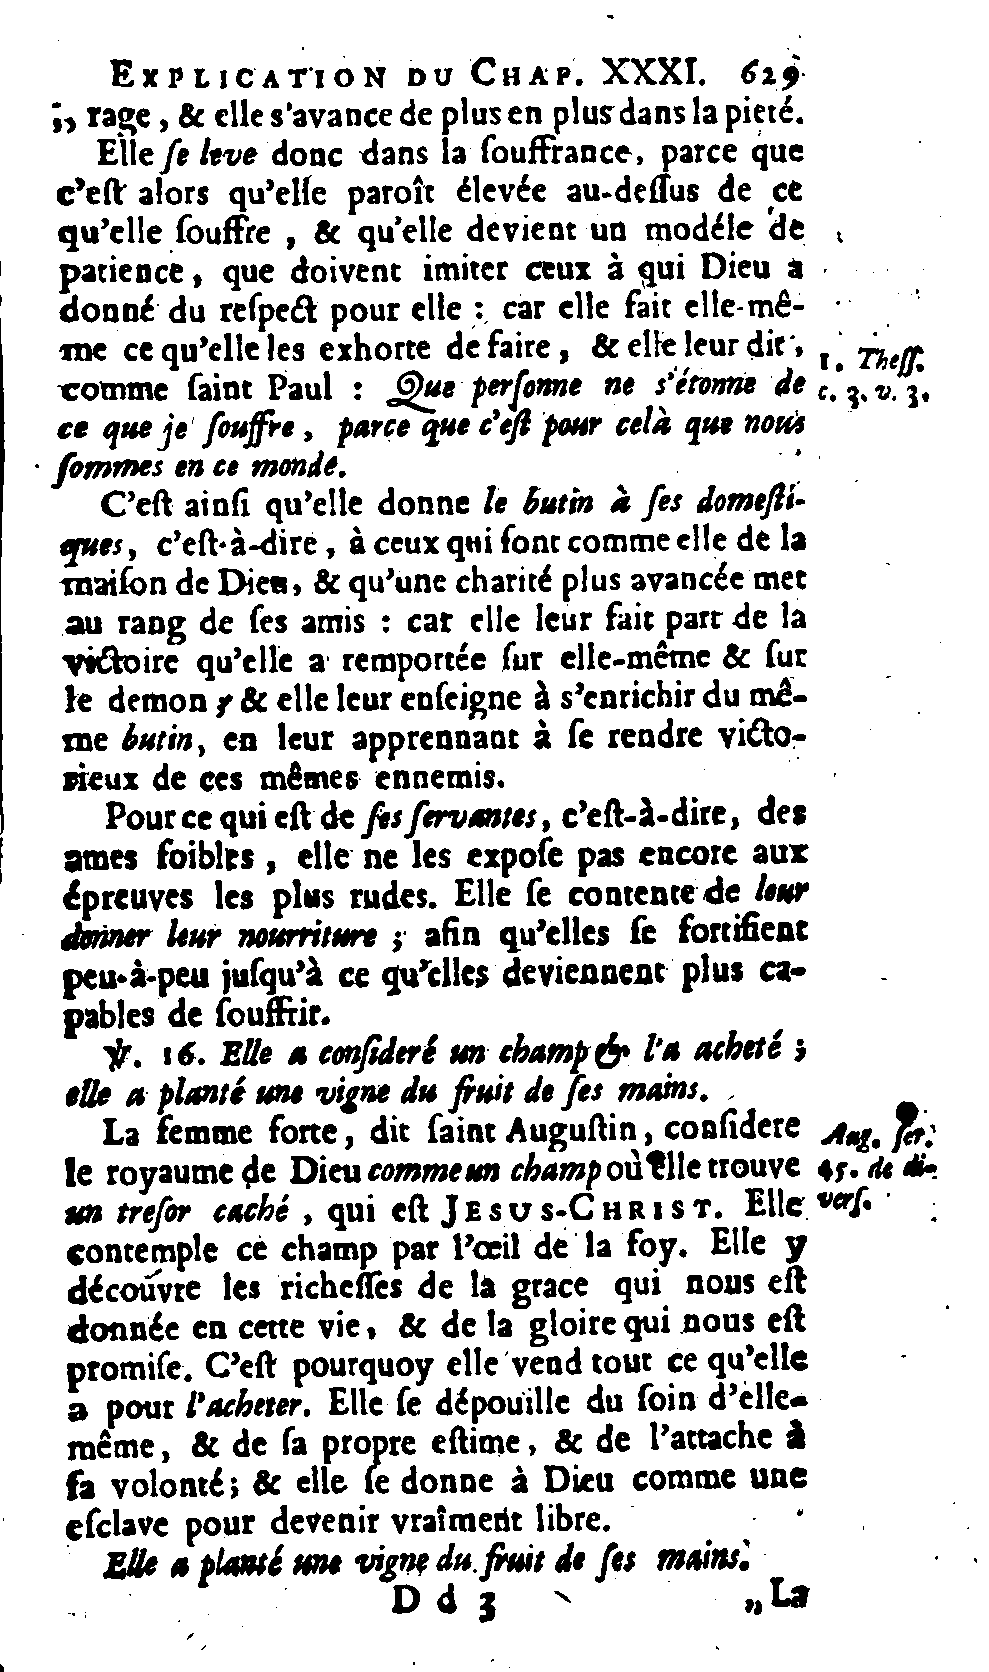 EXPLICATION DU CHAP. XXXI. 629
„ rage, & elle s'avance de plus en plus dans la pieté.
Elle ſe leve donc dans la ſouffrance, parce que
c'eſt alors qu'elle paroît élevée au-deſſus de ce
qu'elle ſouffre, & qu'elle devient un modéle de
patience, que doivent imiter ceux à qui Dieu a
donné du reſpect pour elle : car elle fait elle-mê-
me ce qu'elle les exhorte de faire, & elle leur dit,
comme ſaint Paul : Que perſonne ne s'étonne de
ce que je ſouffre, parce que c'eſt pour celà que nous
ſommes en ce monde.
1. Theſſ.
c. 3. v. 3.
C'eſt ainſi qu'elle donne le butin à ſes domeſti-
ques, c'eſt-à-dire, à ceux qui ſont comme elle de la
maiſon de Dieu, & qu'une charité plus avancée met
au rang de ſes amis : car elle leur fait part de la
victoire qu'elle a remportée ſur elle-même & ſur
le demon ; & elle leur enſeigne à s'enrichir du mê-
me butin, en leur apprennant à ſe rendre victo-
rieux de ces mêmes ennemis.
Pour ce qui eſt de ſes ſervantes, c'eſt-à-dire, des
ames foibles, elle ne les expoſe pas encore aux
épreuves les plus rudes. Elle ſe contente de leur
donner leur nourriture ; afin qu'elles ſe fortifient
peu-à-peu juſqu'à ce qu'elles deviennent plus ca-
pables de ſouffrir.
℣. 16. Elle a conſideré un champ & l'a acheté ;
elle a planté une vigne du fruit de ſes mains.
La femme forte, dit ſaint Auguſtin, conſidere
le royaume de Dieu comme un champ où elle trouve
un treſor caché, qui eſt JESUS-CHRIST. Elle
contemple ce champ par l'œil de la foy. Elle y
découvre les richeſſes de la grace qui nous eſt
donnée en cette vie, & de la gloire qui nous eſt
promiſe. C'eſt pourquoy elle vend tout ce qu'elle
a pour l'acheter. Elle ſe dépouille du ſoin d'elle-
même, & de ſa propre eſtime, & de l'attache à
ſa volonté ; & elle ſe donne à Dieu comme une
eſclave pour devenir vraîment libre.
Aug. ſer.
45. de di-
verſ.
Elle a planté une vigne du fruit de ſes mains.
D d 3
„ La